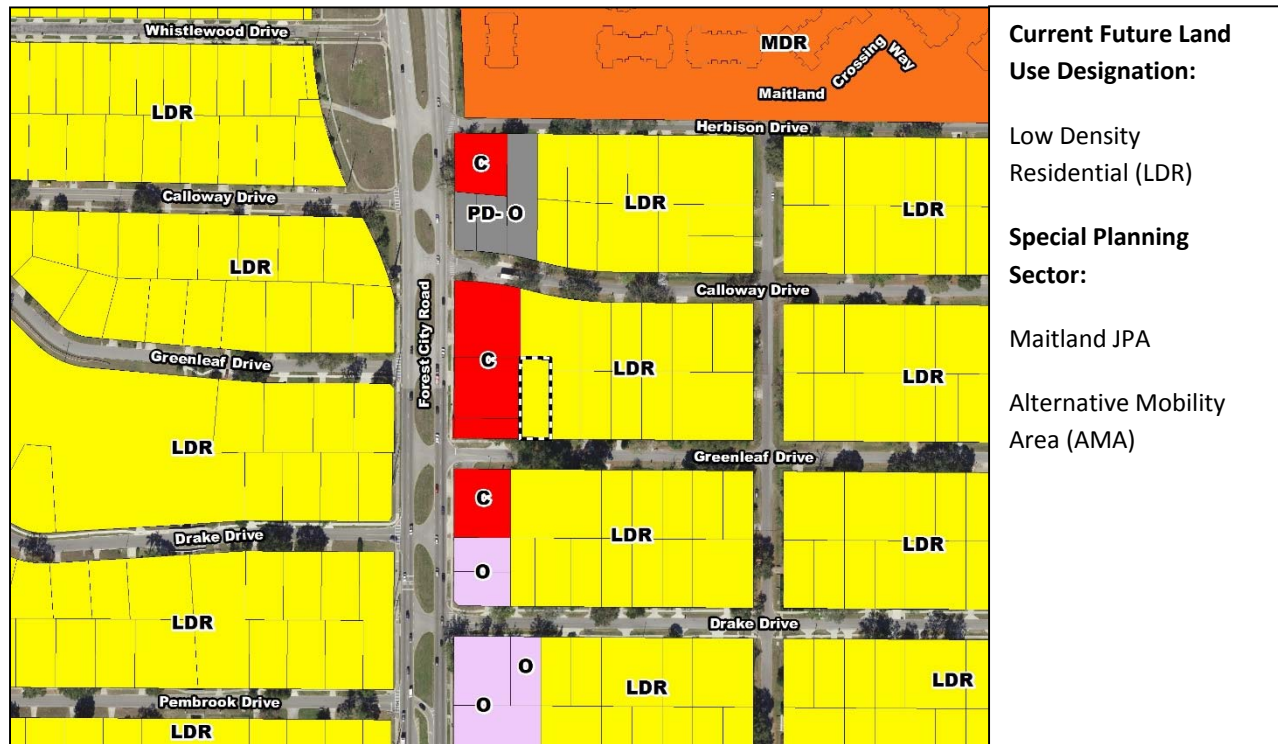 Whistlewood Drive
MDR
Maitland
Crossing Way
LDR
Herbison Drive
C
Calloway Drive
PD- O
LDR
LDR
LDR
Forest City Road
Calloway Drive
Greenleaf Drive
C
LDR
LDR
LDR
Greenleaf Drive
C
Drake Drive
LDR
LDR
O
LDR
Drake Drive
O
Pembrook Drive
O
LDR
LDR
LDR
Current Future Land
Use Designation:
Low Density
Residential (LDR)
Special Planning
Sector:
Maitland JPA
Alternative Mobility
Area (AMA)